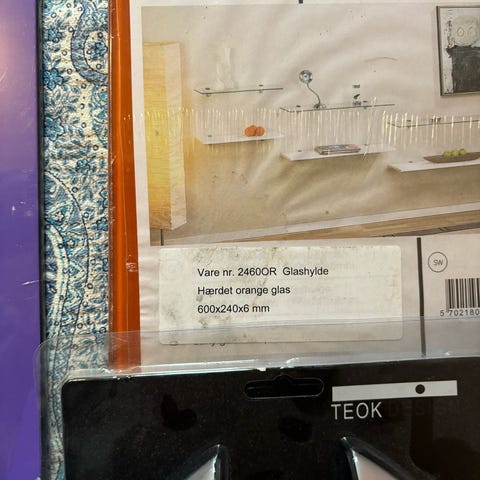 Vare nr. 2460OR Glashylde
Hærdet orange glas
600x240x6 mm
SW
5 702180
TEOK